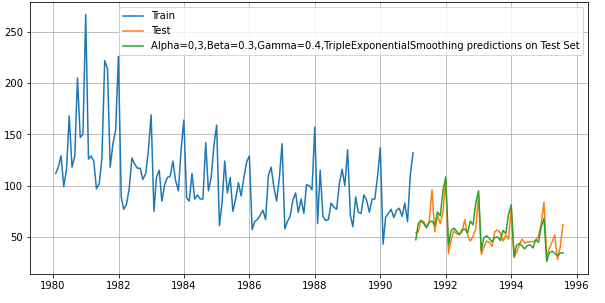 Train
Test
Alpha=0,3,Beta=0.3,Gamma=0.4,TripleExponentialSmoothing predictions on Test Set
250
200
150
100
50
1980 1982 1984 1986 1988 1990 1992 1994 1996